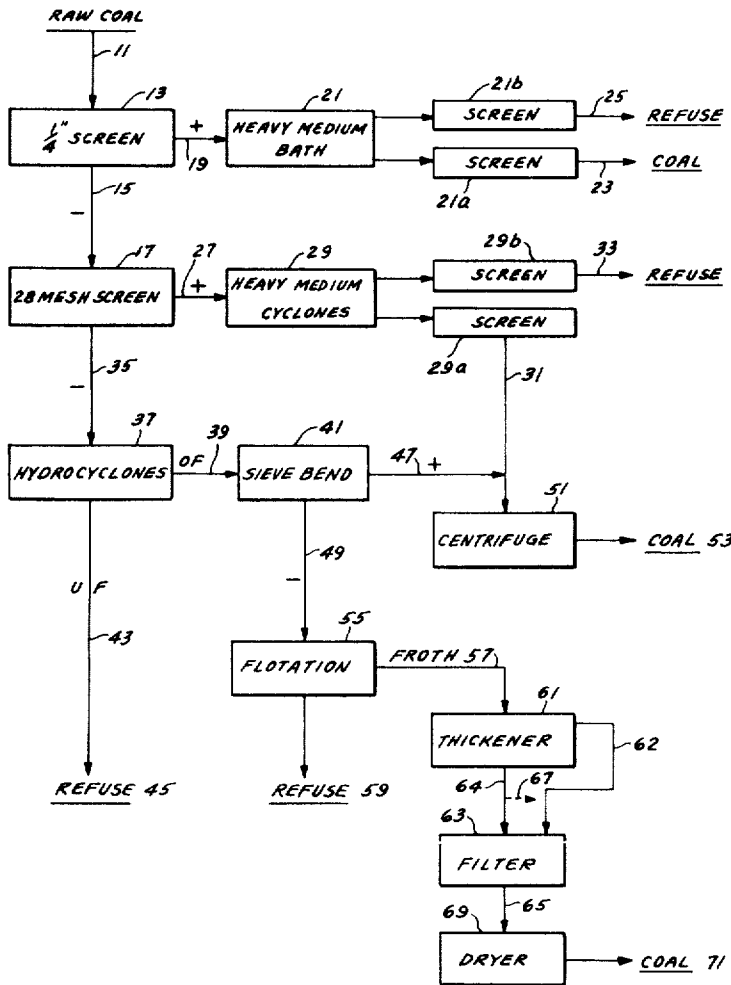 RAW COAL
11
13
1/4" SCREEN
+
19
21
HEAVY MEDIUM
BATH
21b
SCREEN
25
REFUSE
SCREEN
21a
23
COAL
15
−
17
28 MESH SCREEN
27
+
29
HEAVY MEDIUM
CYCLONES
29b
SCREEN
33
REFUSE
SCREEN
29a
31
35
−
37
HYDROCYCLONES
OF
39
41
SIEVE BEND
47
+
51
CENTRIFUGE
COAL 53
49
−
UF
43
55
FLOTATION
FROTH 57
61
THICKENER
62
64
67
REFUSE 45
REFUSE 59
63
FILTER
65
69
DRYER
COAL 71